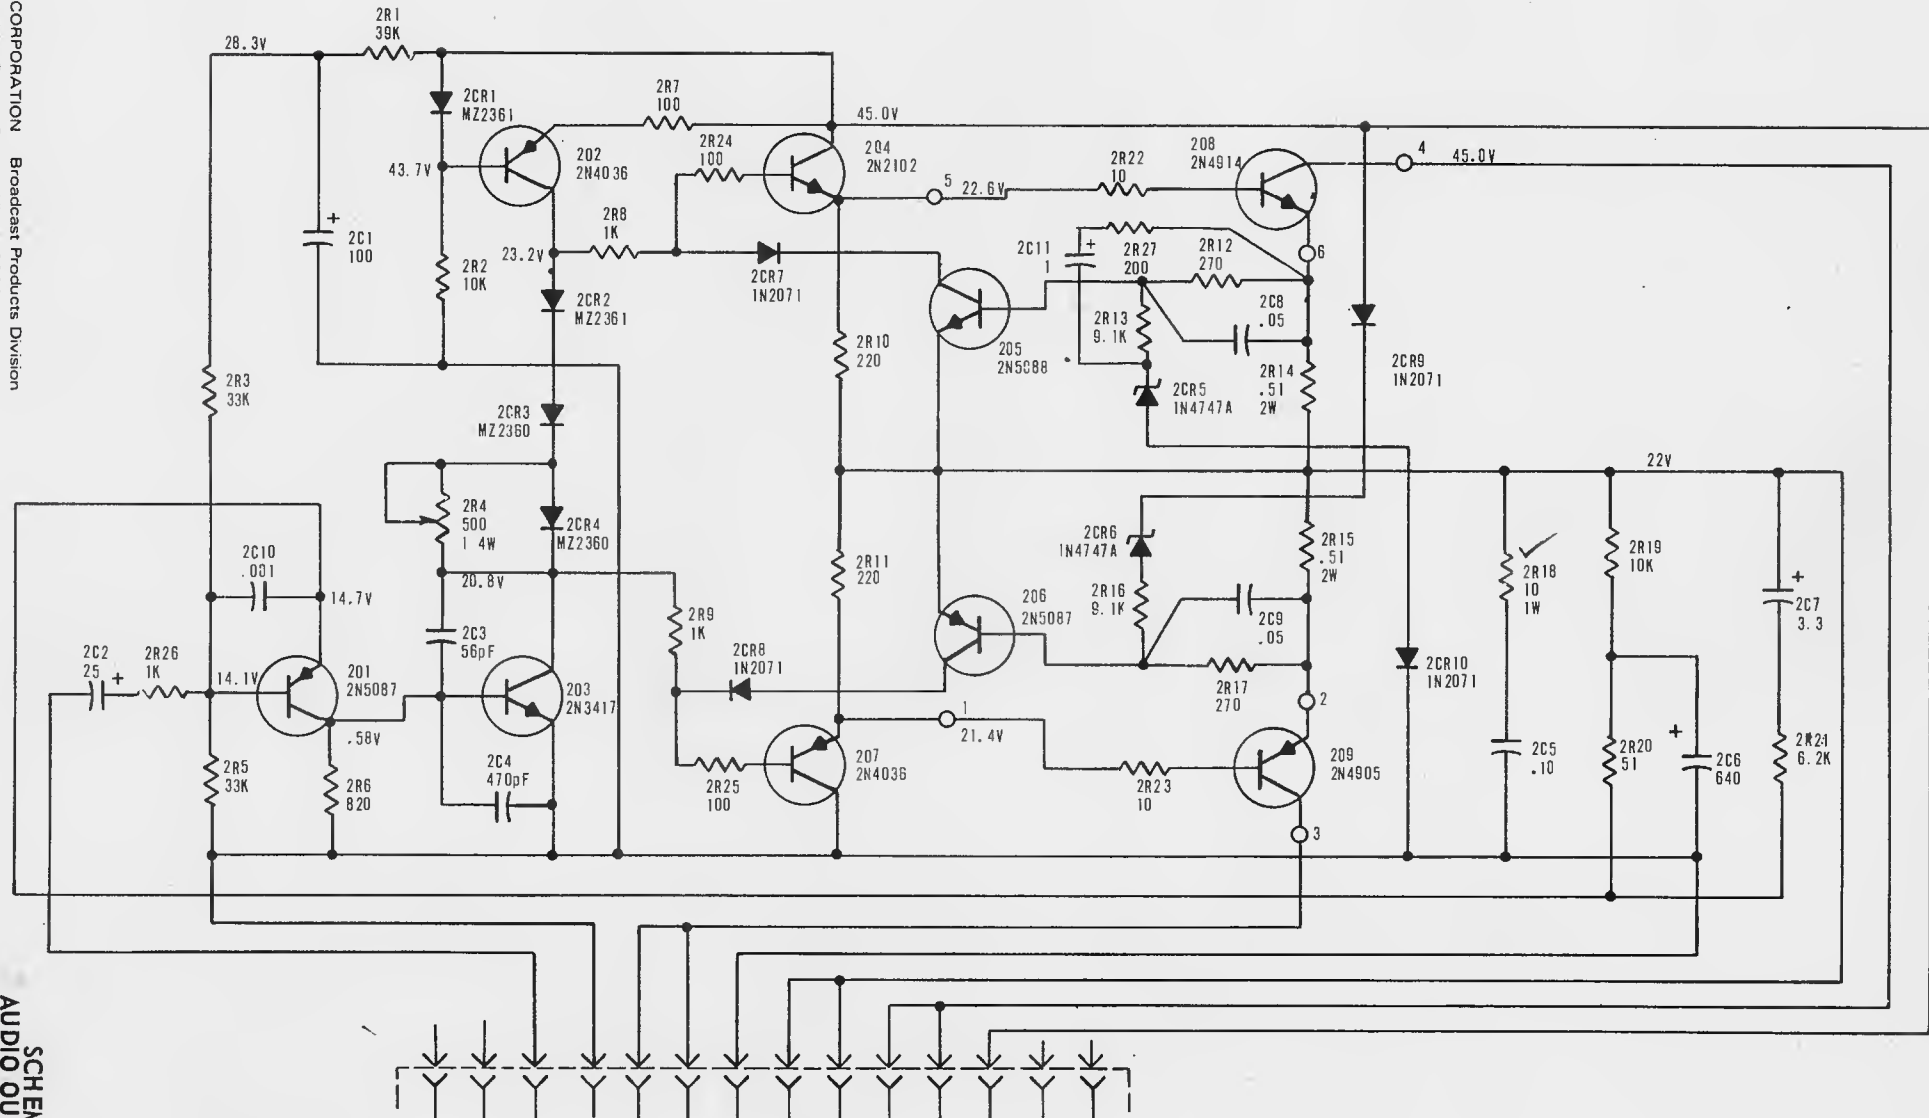 CORPORATION Broadcast Products Division
2R1
39K
28.3V
2CR1
MZ2361
2R7
100
45.0V
2R24
100
202
2N4036
43.7V
204
2N2102
2R22
10
208
2N4914
4
45.0V
5
22.6V
+
2C1
100
2R8
1K
2R2
10K
23.2V
2CR7
1N2071
2C11
1
+
2R27
200
2R12
270
6
2CR2
MZ2361
2C8
.05
2R13
9.1K
2R10
220
205
2N5088
2R14
.51
2W
2CR9
1N2071
2R3
33K
2CR5
1N4747A
2CR3
MZ2360
22V
2R4
500
1 4W
2CR4
MZ2360
2CR6
1N4747A
2R15
.51
2W
2R18
10
1W
2R19
10K
2C10
.001
20.8V
2R11
220
2R16
9.1K
+
2C7
3.3
14.7V
2R9
1K
206
2N5087
2C9
.05
2C3
56pF
2C2
25
+
2R26
1K
2CR8
1N2071
14.1V
201
2N5087
203
2N3417
2CR10
1N2071
2R17
270
2
1
21.4V
.58V
+
2C4
470pF
207
2N4036
209
2N4905
2C5
.10
2R20
51
2C6
640
2R21
6.2K
2R5
33K
2R6
820
2R25
100
2R23
10
3
SCHEM
AUDIO OU